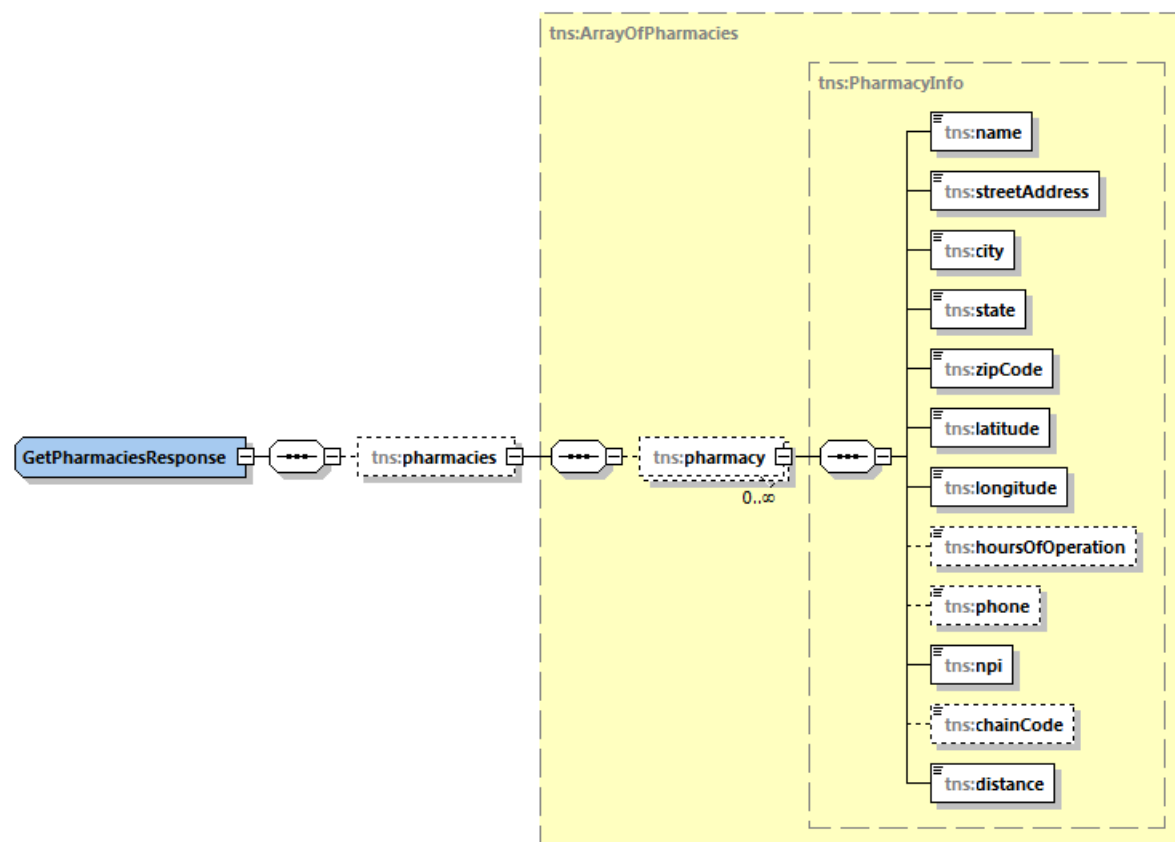 tns:ArrayOfPharmacies
tns:PharmacyInfo
tns:name
tns:streetAddress
tns:city
tns:state
tns:zipCode
tns:latitude
GetPharmaciesResponse
tns:pharmacies
tns:pharmacy
0..∞
tns:longitude
tns:hoursOfOperation
tns:phone
tns:npi
tns:chainCode
tns:distance